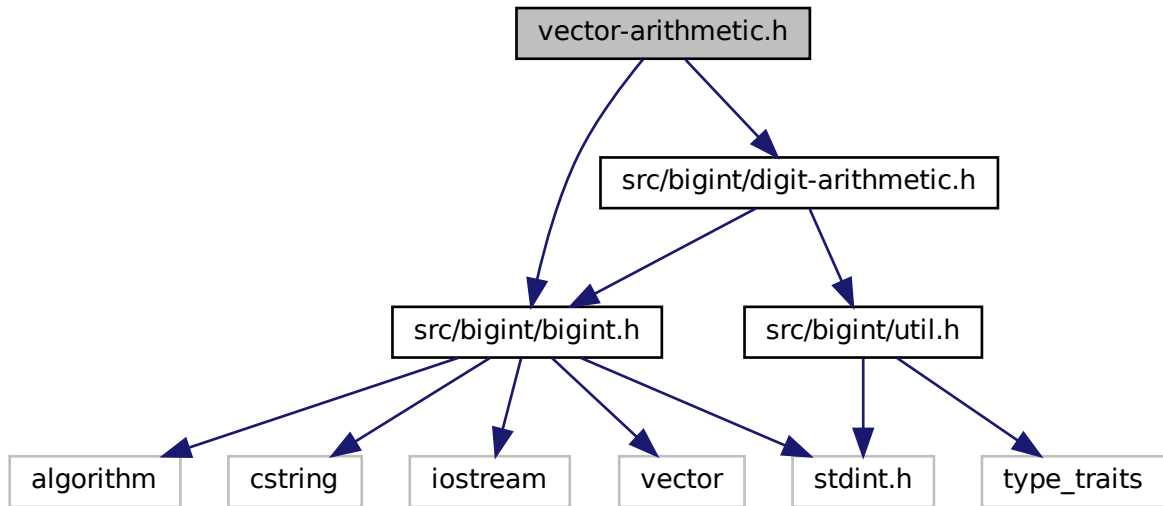 vector-arithmetic.h
src/bigint/digit-arithmetic.h
src/bigint/bigint.h
src/bigint/util.h
algorithm
cstring
iostream
vector
stdint.h
type_traits